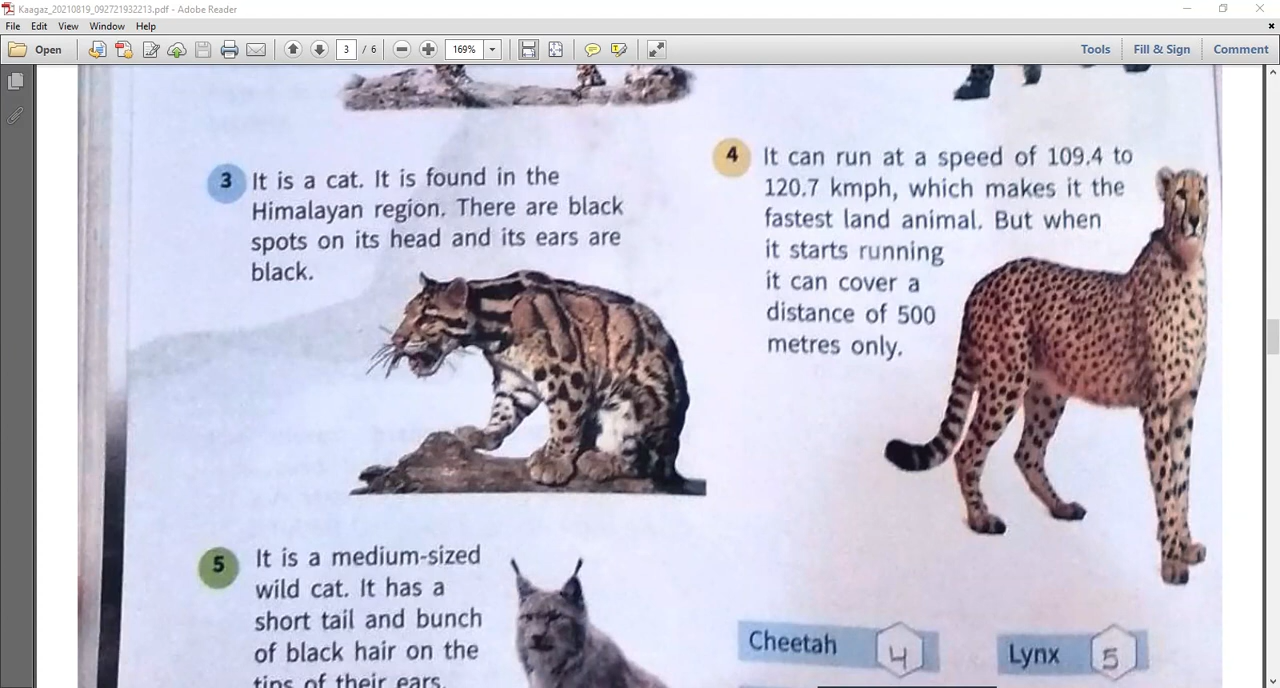 Kaagaz_20210819_092721932213.pdf - Adobe Reader
File Edit View Window Help
Open 3 / 6 169% Tools Fill & Sign Comment
3 It is a cat. It is found in the
Himalayan region. There are black
spots on its head and its ears are
black.
4 It can run at a speed of 109.4 to
120.7 kmph, which makes it the
fastest land animal. But when
it starts running
it can cover a
distance of 500
metres only.
5 It is a medium-sized
wild cat. It has a
short tail and bunch
of black hair on the
tips of their ears.
Cheetah 4
Lynx 5